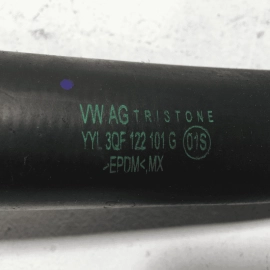 VW AG TRISTONE
YYL 3QF 122 101 G 01S
>EPDM<,MX